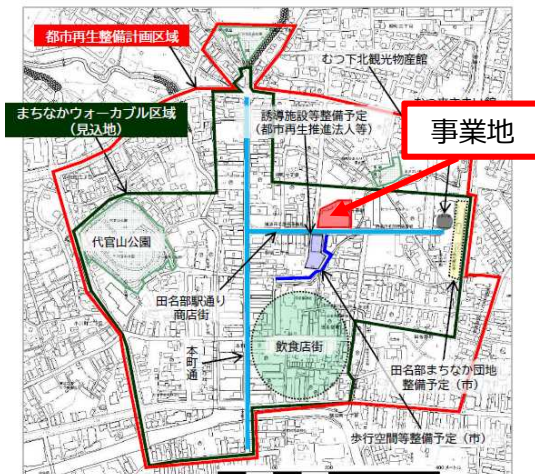 都市再生整備計画区域
むつ下北観光物産館
まちなかウォーカブル区域
(見込地)
誘導施設等整備予定
(都市再生推進法人等)
事業地
代官山公園
田名部駅通り
商店街
本町通
飲食店街
田名部まちなか団地
整備予定(市)
歩行空間等整備予定(市)